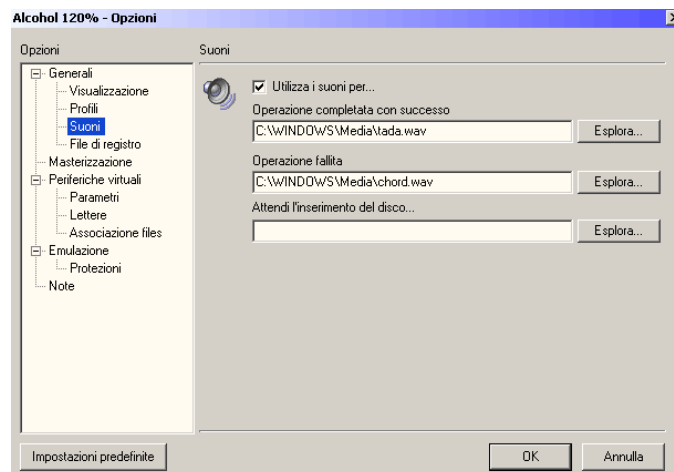 Alcohol 120% - Opzioni
Opzioni
Generali
Visualizzazione
Profili
Suoni
File di registro
Masterizzazione
Periferiche virtuali
Parametri
Lettere
Associazione files
Emulazione
Protezioni
Note
Suoni
Utilizza i suoni per...
Operazione completata con successo
C:\WINDOWS\Media\tada.wav
Esplora...
Operazione fallita
C:\WINDOWS\Media\chord.wav
Esplora...
Attendi l'inserimento del disco...
Esplora...
Impostazioni predefinite
OK
Annulla